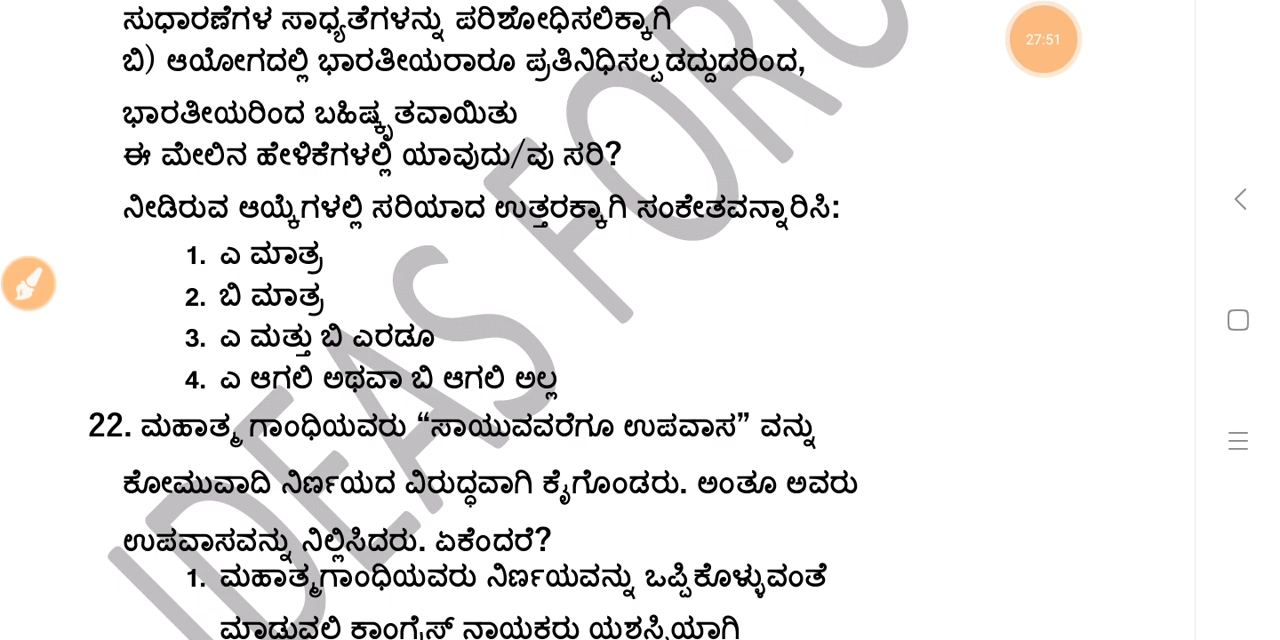 ಸುಧಾರಣೆಗಳ ಸಾಧ್ಯತೆಗಳನ್ನು ಪರಿಶೋಧಿಸಲಿಕ್ಕಾಗಿ
27:51
ಬಿ) ಆಯೋಗದಲ್ಲಿ ಭಾರತೀಯರಾರೂ ಪ್ರತಿನಿಧಿಸಲ್ಪಡದ್ದುದರಿಂದ,
ಭಾರತೀಯರಿಂದ ಬಹಿಷ್ಕೃತವಾಯಿತು
ಈ ಮೇಲಿನ ಹೇಳಿಕೆಗಳಲ್ಲಿ ಯಾವುದು/ವು ಸರಿ?
ನೀಡಿರುವ ಆಯ್ಕೆಗಳಲ್ಲಿ ಸರಿಯಾದ ಉತ್ತರಕ್ಕಾಗಿ ಸಂಕೇತವನ್ನಾರಿಸಿ:
1. ಎ ಮಾತ್ರ
2. ಬಿ ಮಾತ್ರ
3. ಎ ಮತ್ತು ಬಿ ಎರಡೂ
4. ಎ ಆಗಲಿ ಅಥವಾ ಬಿ ಆಗಲಿ ಅಲ್ಲ
22. ಮಹಾತ್ಮ ಗಾಂಧಿಯವರು “ಸಾಯುವವರೆಗೂ ಉಪವಾಸ” ವನ್ನು
ಕೋಮುವಾದಿ ನಿರ್ಣಯದ ವಿರುದ್ಧವಾಗಿ ಕೈಗೊಂಡರು. ಅಂತೂ ಅವರು
ಉಪವಾಸವನ್ನು ನಿಲ್ಲಿಸಿದರು. ಏಕೆಂದರೆ?
1. ಮಹಾತ್ಮಗಾಂಧಿಯವರು ನಿರ್ಣಯವನ್ನು ಒಪ್ಪಿಕೊಳ್ಳುವಂತೆ
ಮಾಡುವಲ್ಲಿ ಕಾಂಗ್ರೆಸ್ ನಾಯಕರು ಯಶಸ್ವಿಯಾಗಿ
IDEAS FORU